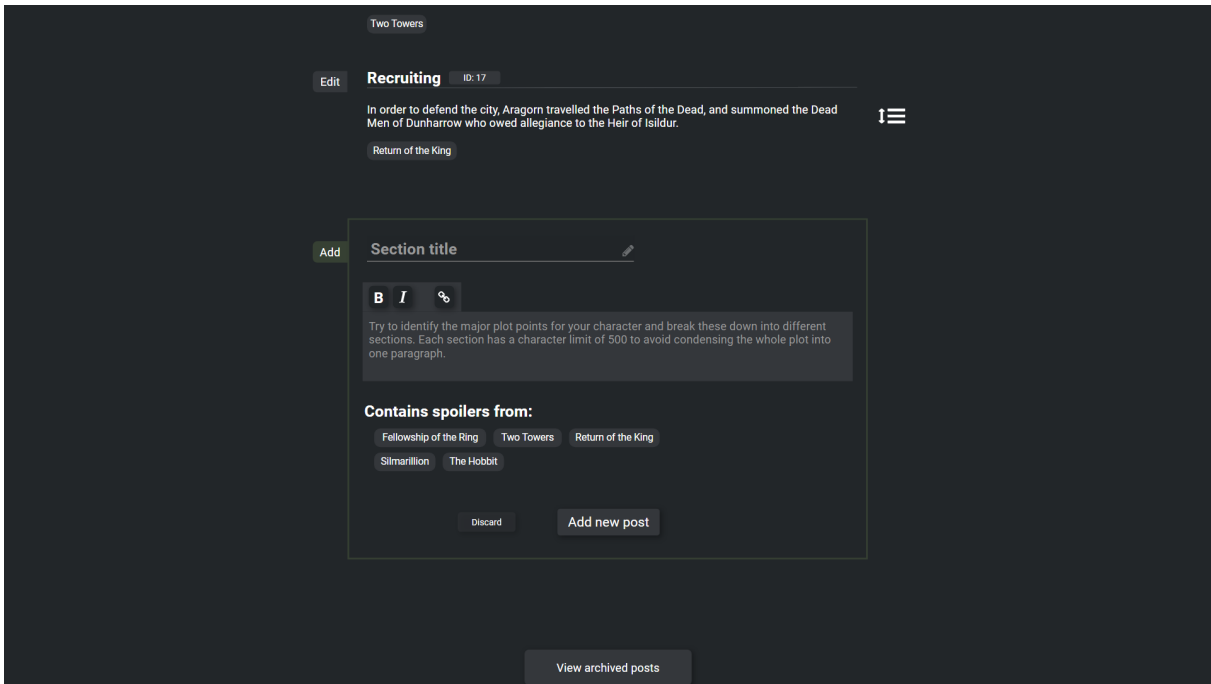 Two Towers
Edit
Recruiting
ID: 17
In order to defend the city, Aragorn travelled the Paths of the Dead, and summoned the Dead
Men of Dunharrow who owed allegiance to the Heir of Isildur.
Return of the King
Add
Section title
B I
Try to identify the major plot points for your character and break these down into different
sections. Each section has a character limit of 500 to avoid condensing the whole plot into
one paragraph.
Contains spoilers from:
Fellowship of the Ring Two Towers Return of the King
Silmarillion The Hobbit
Discard Add new post
View archived posts